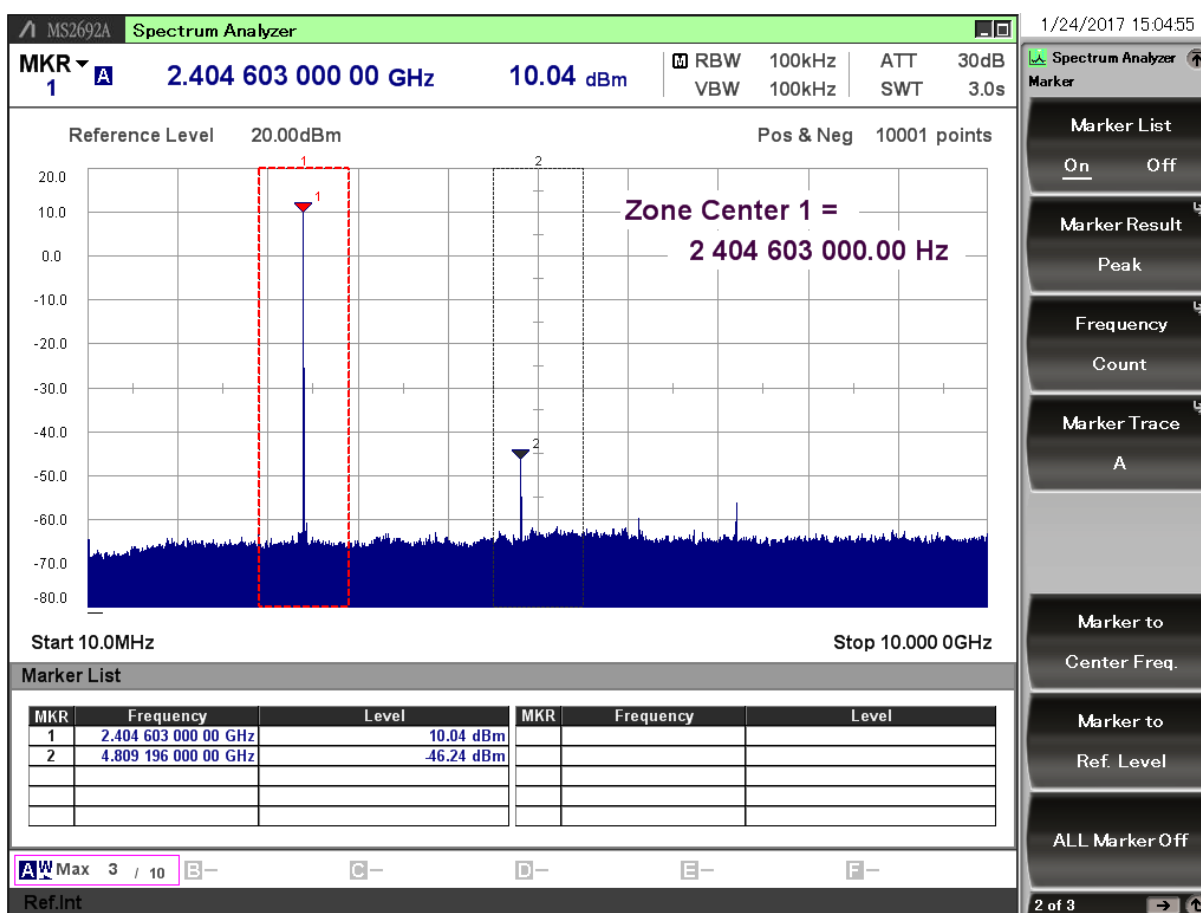 MS2692A Spectrum Analyzer
1/24/2017 15:04:55
MKR 1 A 2.404 603 000 00 GHz 10.04 dBm
M RBW 100kHz ATT 30dB
VBW 100kHz SWT 3.0s
Reference Level 20.00dBm Pos & Neg 10001 points
1 2
20.0
10.0
0.0
-10.0
-20.0
-30.0
-40.0
-50.0
-60.0
-70.0
-80.0
1
2
Zone Center 1 =
2 404 603 000.00 Hz
Start 10.0MHz Stop 10.000 0GHz
Marker List
MKR Frequency Level MKR Frequency Level
1 2.404 603 000 00 GHz 10.04 dBm
2 4.809 196 000 00 GHz -46.24 dBm
A W Max 3 / 10 B- C- D- E- F-
Ref.Int
Spectrum Analyzer
Marker
Marker List
On Off
Marker Result
Peak
Frequency
Count
Marker Trace
A
Marker to
Center Freq.
Marker to
Ref. Level
ALL Marker Off
2 of 3